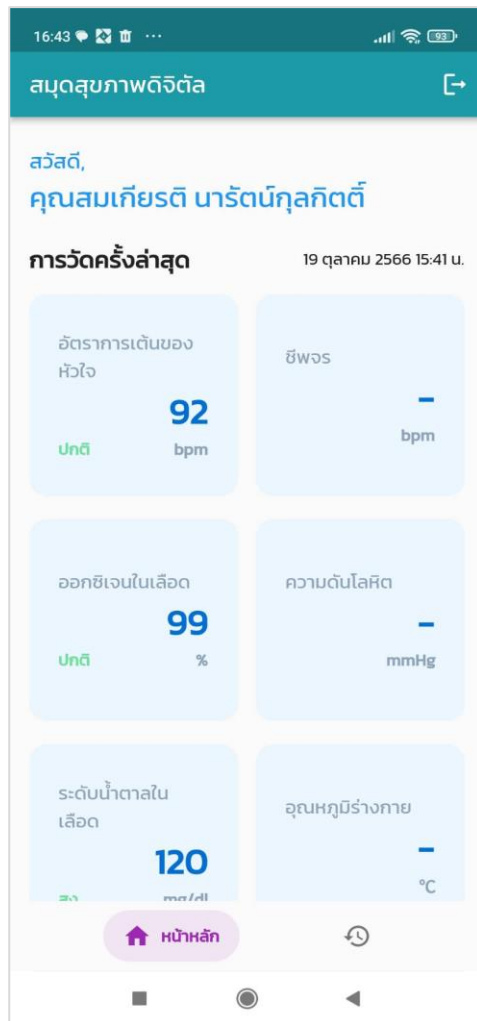 16:43
93
สมุดสุขภาพดิจิตัล
สวัสดี,
คุณสมเกียรติ นารัตน์กุลกิตติ์
การวัดครั้งล่าสุด 19 ตุลาคม 2566 15:41 น.
อัตราการเต้นของ
หัวใจ
92
ปกติ bpm
ชีพจร
–
bpm
ออกซิเจนในเลือด
99
ปกติ %
ความดันโลหิต
–
mmHg
ระดับน้ำตาลใน
เลือด
120
สูง mg/dl
อุณหภูมิร่างกาย
–
°C
หน้าหลัก